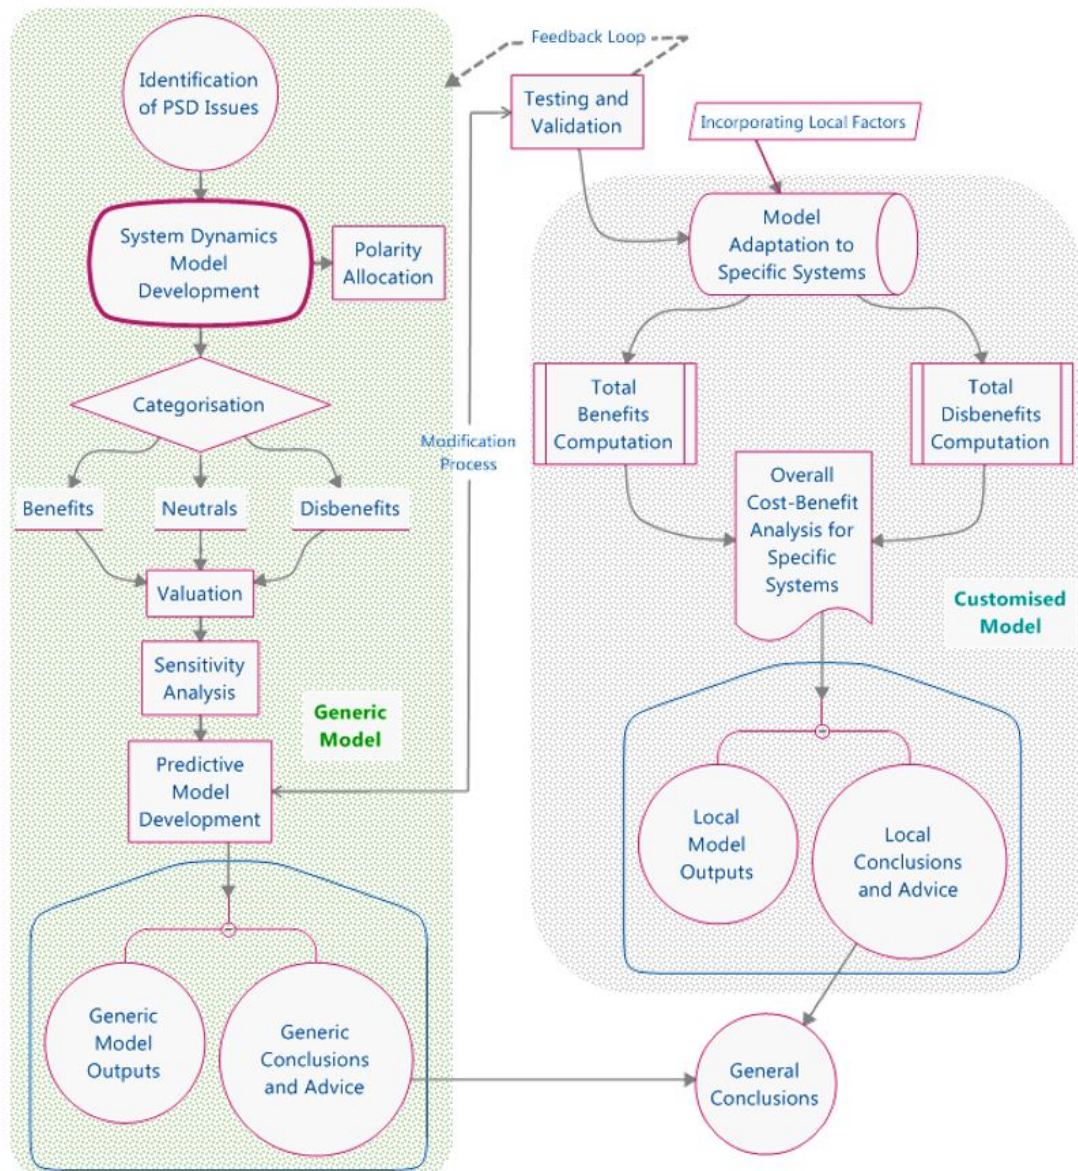 Identification
of PSD Issues
System Dynamics
Model
Development
Polarity
Allocation
Categorisation
Benefits
Neutrals
Disbenefits
Valuation
Sensitivity
Analysis
Generic
Model
Predictive
Model
Development
Generic
Model
Outputs
Generic
Conclusions
and Advice
Feedback Loop
Testing and
Validation
Modification
Process
Incorporating Local Factors
Model
Adaptation to
Specific Systems
Total
Benefits
Computation
Total
Disbenefits
Computation
Overall
Cost-Benefit
Analysis for
Specific
Systems
Customised
Model
Local
Model
Outputs
Local
Conclusions
and Advice
General
Conclusions